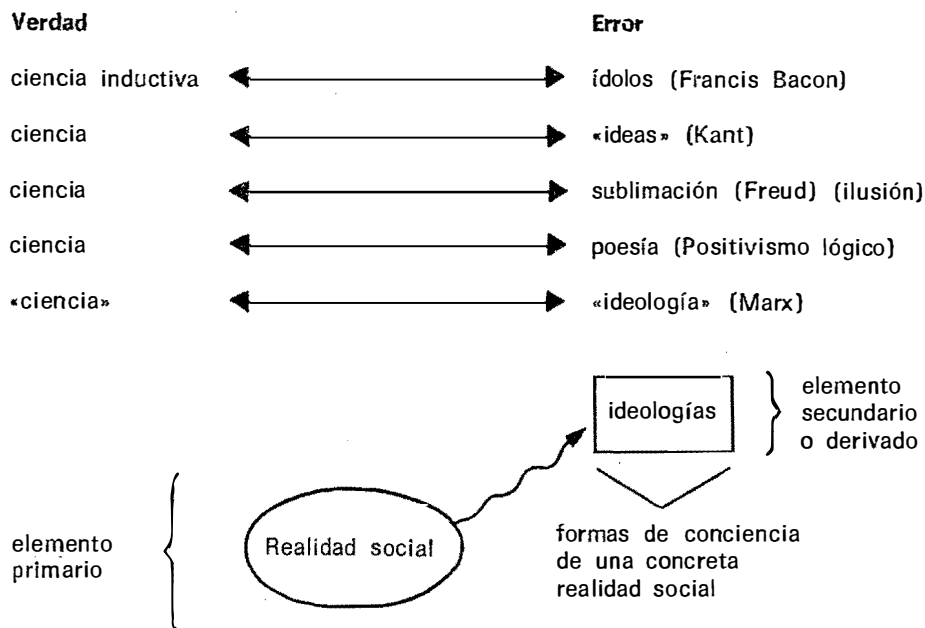 Verdad Error
ciencia inductiva ídolos (Francis Bacon)
ciencia «ideas» (Kant)
ciencia sublimación (Freud) (ilusión)
ciencia poesía (Positivismo lógico)
«ciencia» «ideología» (Marx)
ideologías
elemento
secundario
o derivado
elemento
primario
Realidad social
formas de conciencia
de una concreta
realidad social